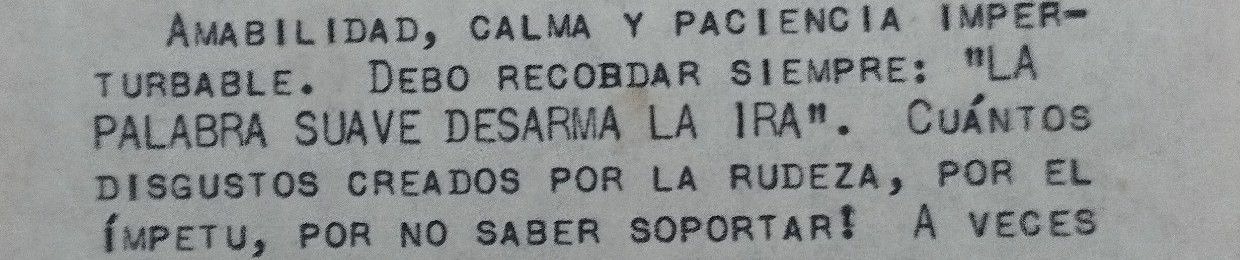 Amabilidad, calma y paciencia imper-
turbable. Debo recobdar siempre: "LA
PALABRA SUAVE DESARMA LA IRA". Cuántos
disgustos creados por la rudeza, por el
ímpetu, por no saber soportar! A veces